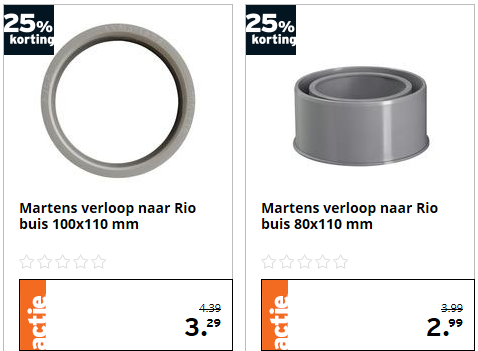 25%
korting
Martens verloop naar Rio
buis 100x110 mm
actie
4.39
3.29
25%
korting
Martens verloop naar Rio
buis 80x110 mm
actie
3.99
2.99